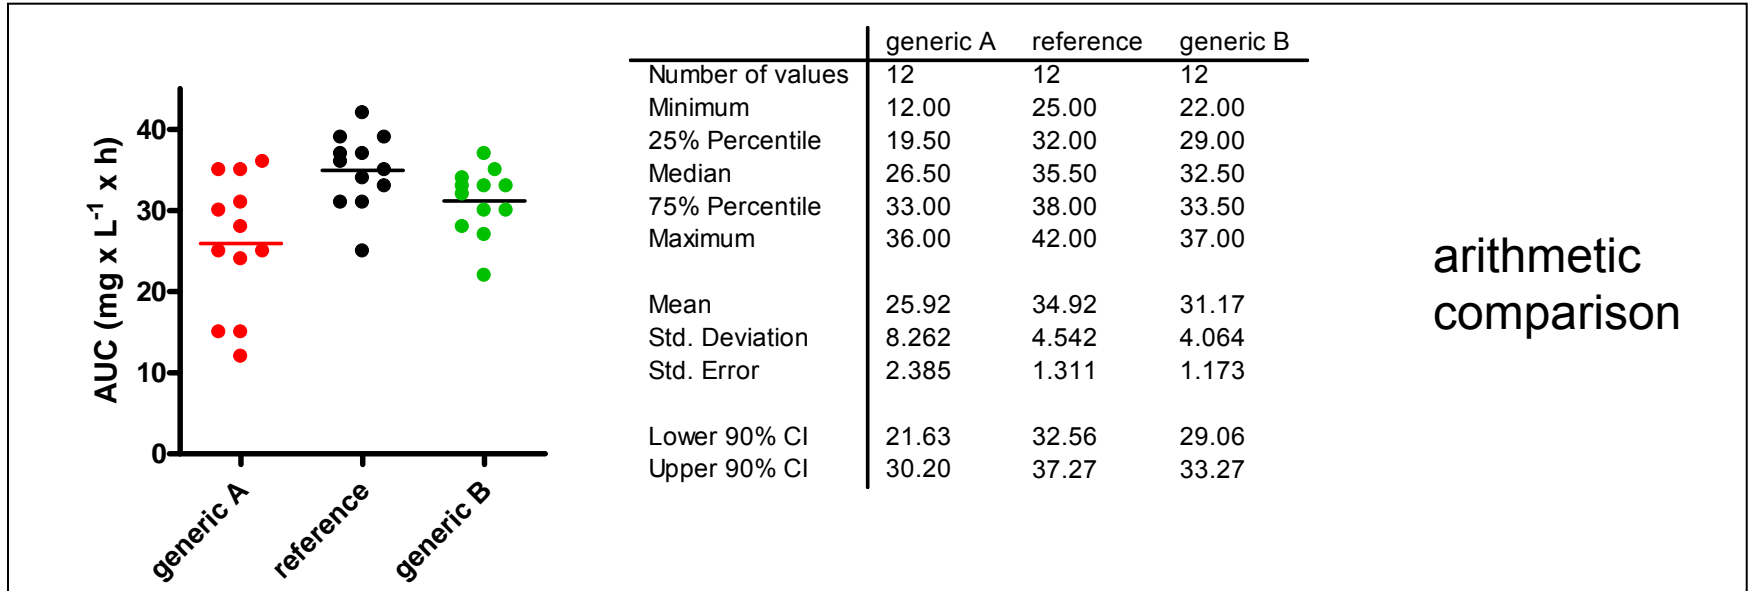 AUC (mg x L⁻¹ x h)
40
30
20
10
0
generic A
reference
generic B
generic A reference generic B
Number of values 12 12 12
Minimum 12.00 25.00 22.00
25% Percentile 19.50 32.00 29.00
Median 26.50 35.50 32.50
75% Percentile 33.00 38.00 33.50
Maximum 36.00 42.00 37.00
Mean 25.92 34.92 31.17
Std. Deviation 8.262 4.542 4.064
Std. Error 2.385 1.311 1.173
Lower 90% CI 21.63 32.56 29.06
Upper 90% CI 30.20 37.27 33.27
arithmetic
comparison